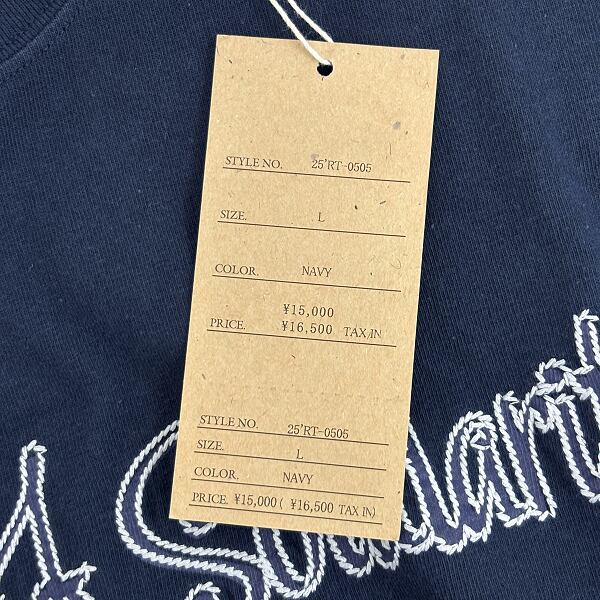 STYLE NO. 25'RT-0505
SIZE. L
COLOR. NAVY
¥15,000
PRICE. ¥16,500 TAX/IN
STYLE NO. 25'RT-0505
SIZE. L
COLOR. NAVY
PRICE. ¥15,000( ¥16,500 TAX IN)